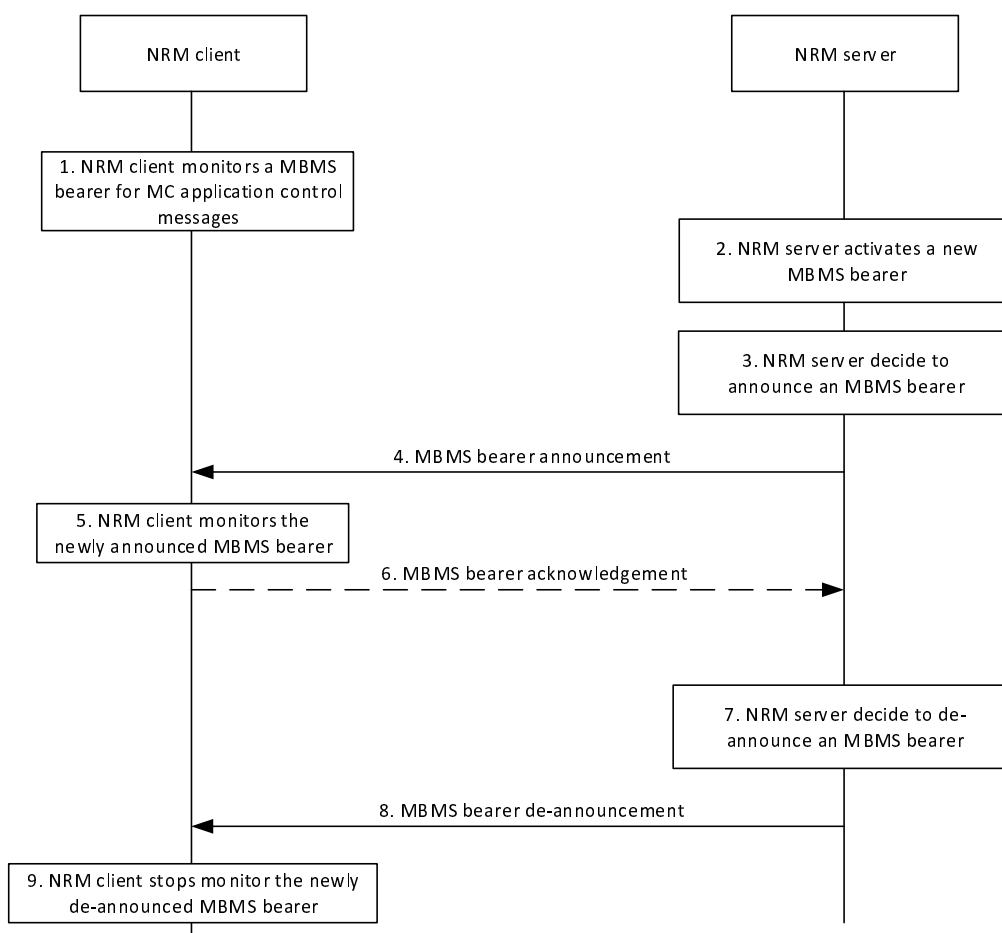 NRM client
NRM server
1. NRM client monitors a MBMS
bearer for MC application control
messages
2. NRM server activates a new
MBMS bearer
3. NRM server decide to
announce an MBMS bearer
4. MBMS bearer announcement
5. NRM client monitors the
newly announced MBMS bearer
6. MBMS bearer acknowledgement
7. NRM server decide to de-
announce an MBMS bearer
8. MBMS bearer de-announcement
9. NRM client stops monitor the newly
de-announced MBMS bearer